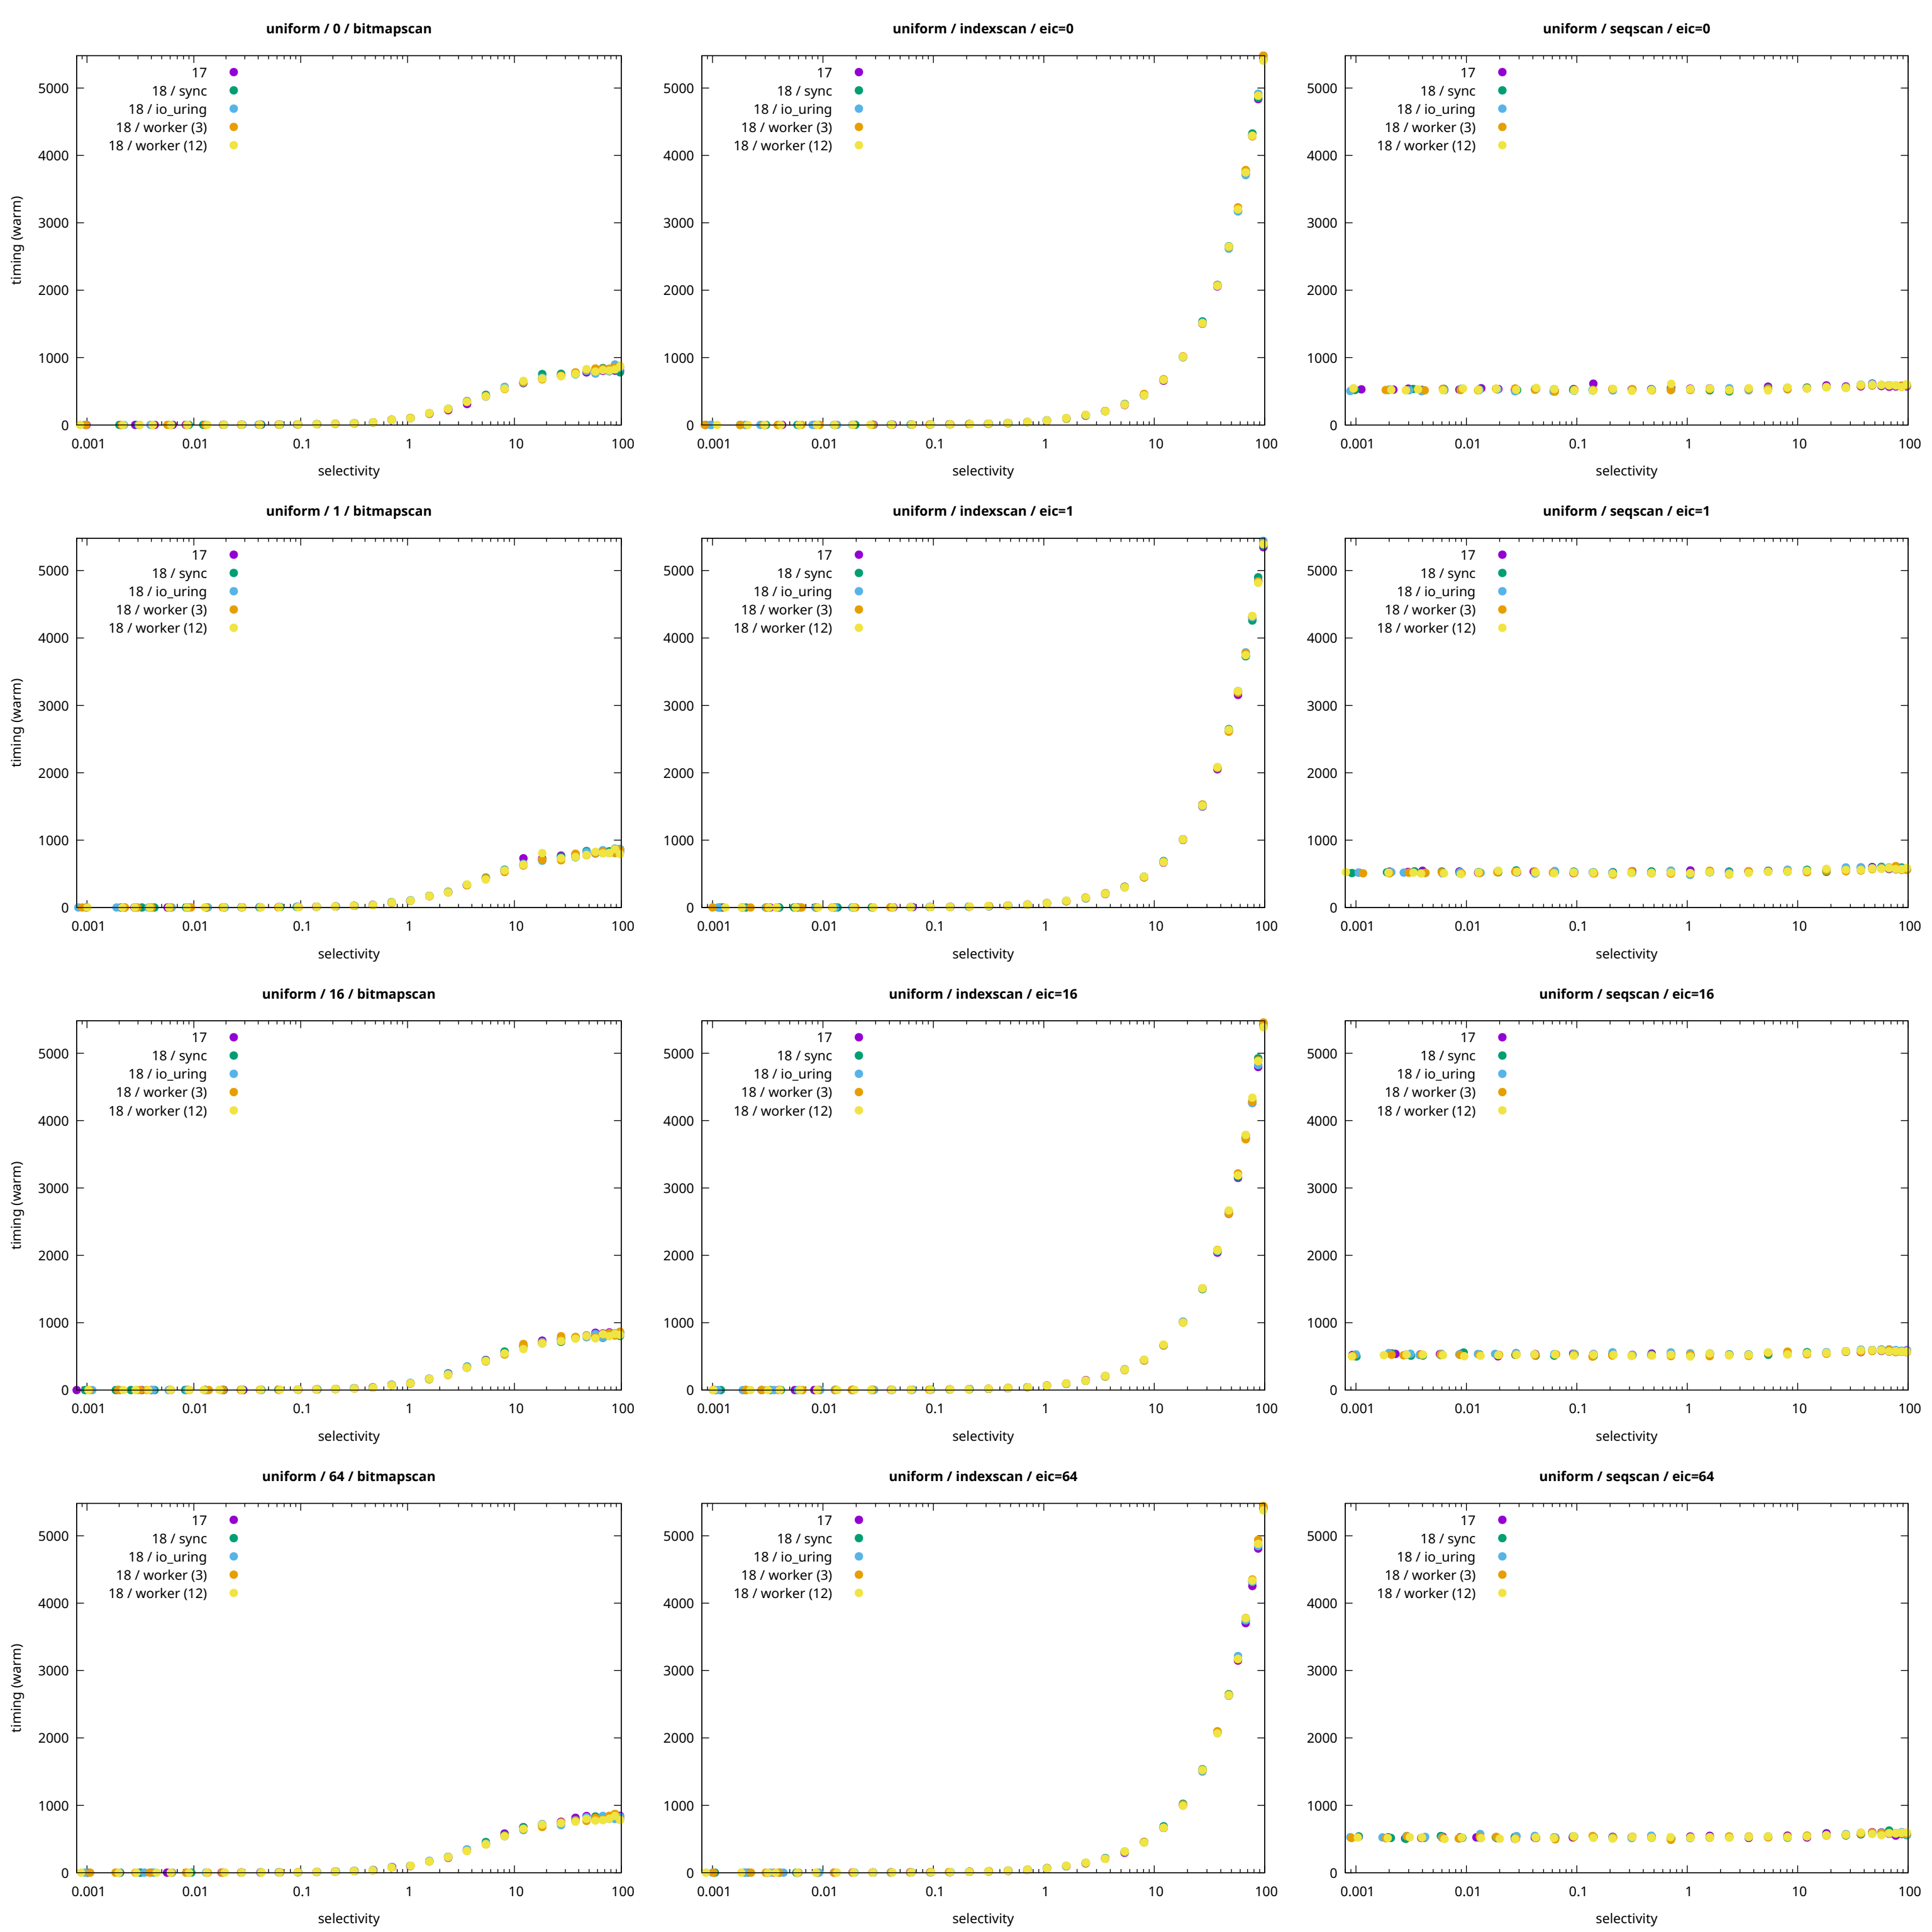 uniform / 0 / bitmapscan
timing (warm)
5000
4000
3000
2000
1000
0
17
18 / sync
18 / io_uring
18 / worker (3)
18 / worker (12)
0.001 0.01 0.1 1 10 100
selectivity
uniform / indexscan / eic=0
5000
4000
3000
2000
1000
0
17
18 / sync
18 / io_uring
18 / worker (3)
18 / worker (12)
0.001 0.01 0.1 1 10 100
selectivity
uniform / seqscan / eic=0
5000
4000
3000
2000
1000
0
17
18 / sync
18 / io_uring
18 / worker (3)
18 / worker (12)
0.001 0.01 0.1 1 10 100
selectivity
uniform / 1 / bitmapscan
timing (warm)
5000
4000
3000
2000
1000
0
17
18 / sync
18 / io_uring
18 / worker (3)
18 / worker (12)
0.001 0.01 0.1 1 10 100
selectivity
uniform / indexscan / eic=1
5000
4000
3000
2000
1000
0
17
18 / sync
18 / io_uring
18 / worker (3)
18 / worker (12)
0.001 0.01 0.1 1 10 100
selectivity
uniform / seqscan / eic=1
5000
4000
3000
2000
1000
0
17
18 / sync
18 / io_uring
18 / worker (3)
18 / worker (12)
0.001 0.01 0.1 1 10 100
selectivity
uniform / 16 / bitmapscan
timing (warm)
5000
4000
3000
2000
1000
0
17
18 / sync
18 / io_uring
18 / worker (3)
18 / worker (12)
0.001 0.01 0.1 1 10 100
selectivity
uniform / indexscan / eic=16
5000
4000
3000
2000
1000
0
17
18 / sync
18 / io_uring
18 / worker (3)
18 / worker (12)
0.001 0.01 0.1 1 10 100
selectivity
uniform / seqscan / eic=16
5000
4000
3000
2000
1000
0
17
18 / sync
18 / io_uring
18 / worker (3)
18 / worker (12)
0.001 0.01 0.1 1 10 100
selectivity
uniform / 64 / bitmapscan
timing (warm)
5000
4000
3000
2000
1000
0
17
18 / sync
18 / io_uring
18 / worker (3)
18 / worker (12)
0.001 0.01 0.1 1 10 100
selectivity
uniform / indexscan / eic=64
5000
4000
3000
2000
1000
0
17
18 / sync
18 / io_uring
18 / worker (3)
18 / worker (12)
0.001 0.01 0.1 1 10 100
selectivity
uniform / seqscan / eic=64
5000
4000
3000
2000
1000
0
17
18 / sync
18 / io_uring
18 / worker (3)
18 / worker (12)
0.001 0.01 0.1 1 10 100
selectivity